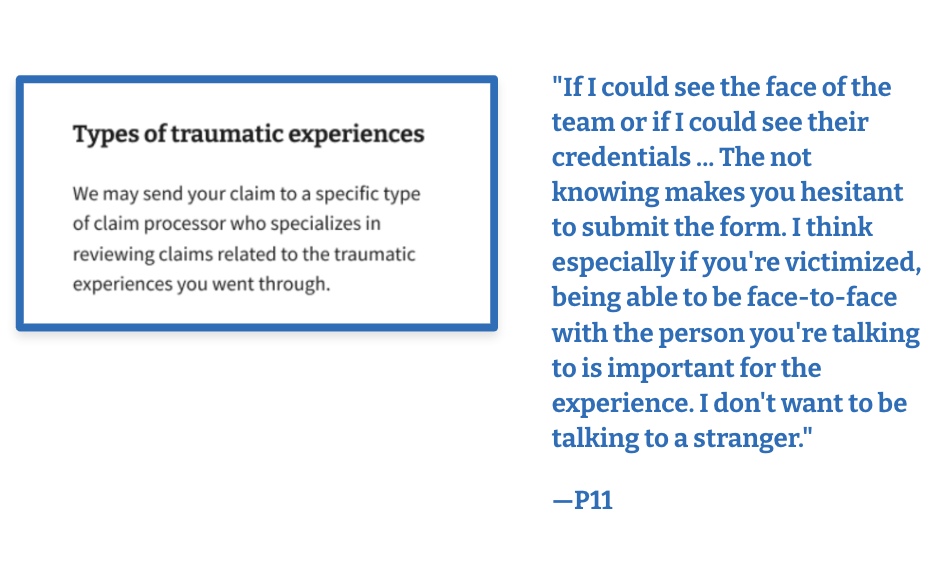 Types of traumatic experiences
We may send your claim to a specific type
of claim processor who specializes in
reviewing claims related to the traumatic
experiences you went through.
"If I could see the face of the
team or if I could see their
credentials ... The not
knowing makes you hesitant
to submit the form. I think
especially if you're victimized,
being able to be face-to-face
with the person you're talking
to is important for the
experience. I don't want to be
talking to a stranger."
—P11